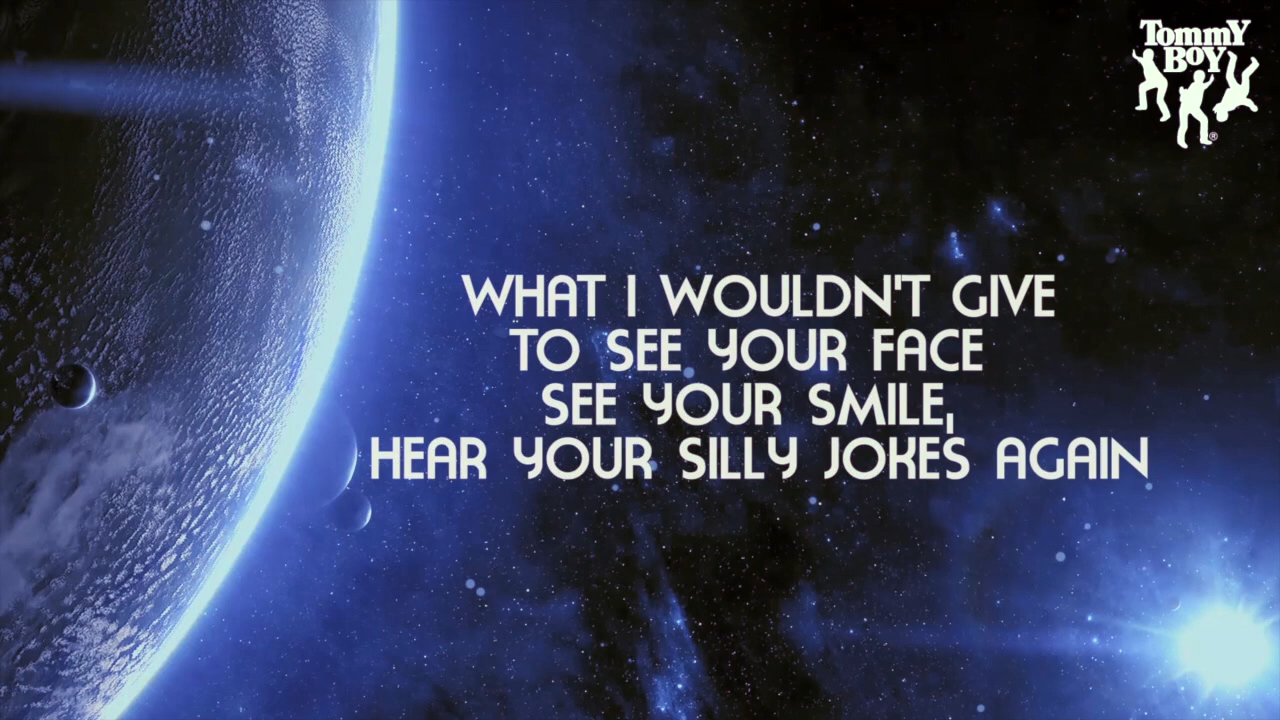 Tommy
Boy
®
WHAT I WOULDN'T GIVE
TO SEE YOUR FACE
SEE YOUR SMILE,
HEAR YOUR SILLY JOKES AGAIN